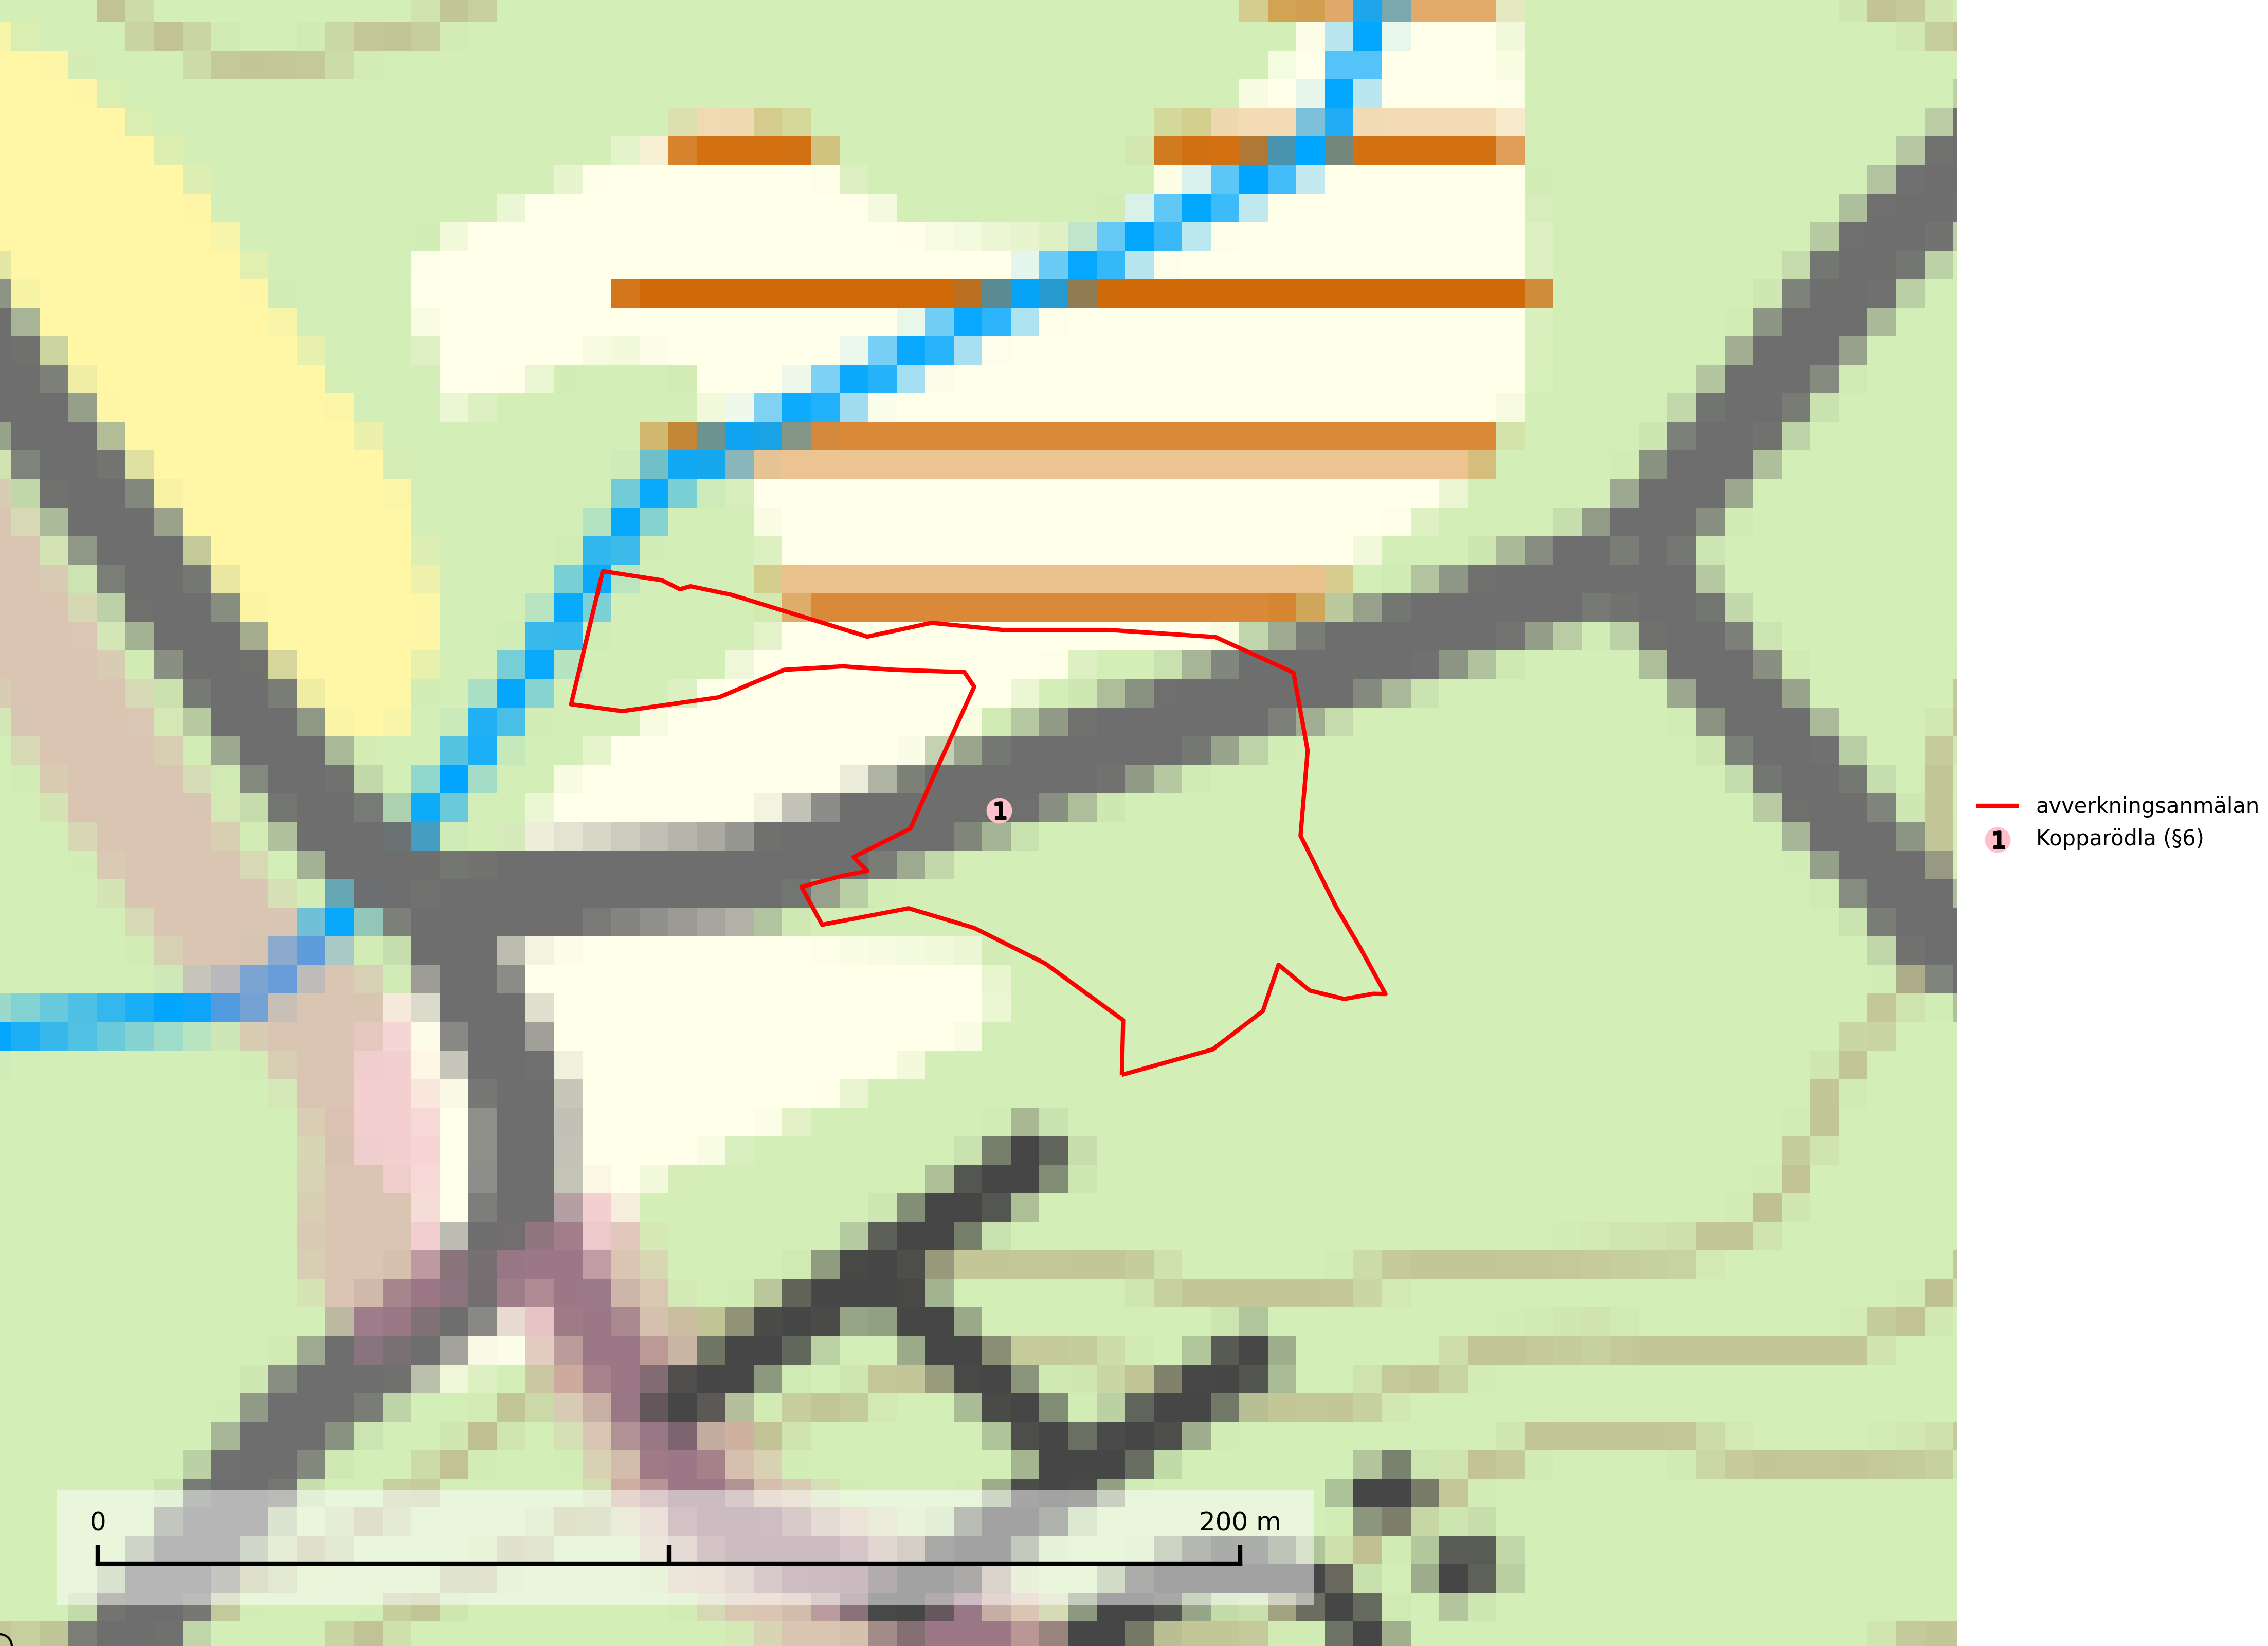 1
avverkningsanmälan
1 Kopparödla (§6)
0 200 m